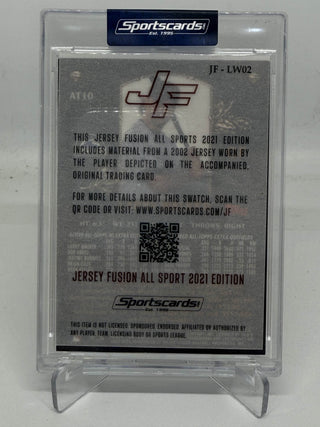 Sportscards
Est. 1995
JF - LW02
AT10
JF
THIS JERSEY FUSION ALL SPORTS 2021 EDITION
INCLUDES MATERIAL FROM A 2002 JERSEY WORN BY
THE PLAYER DEPICTED ON THE ACCOMPANIED,
ORIGINAL TRADING CARD.
FOR MORE DETAILS ABOUT THIS SWATCH, SCAN THE
QR CODE OR VISIT: WWW.SPORTSCARDS.COM/JF
THROWS RIGHT
JERSEY FUSION ALL SPORT 2021 EDITION
Sportscards
Est. 1995
THIS ITEM IS NOT LICENSED, SPONSORED, ENDORSED, AFFILIATED OR AUTHORIZED BY
ANY PLAYER, TEAM, LICENSING BODY OR SPORTS LEAGUE.